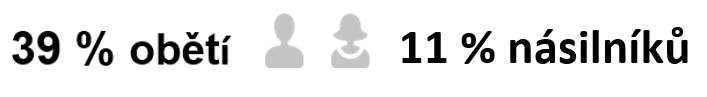 39 % obětí 11 % násilníků